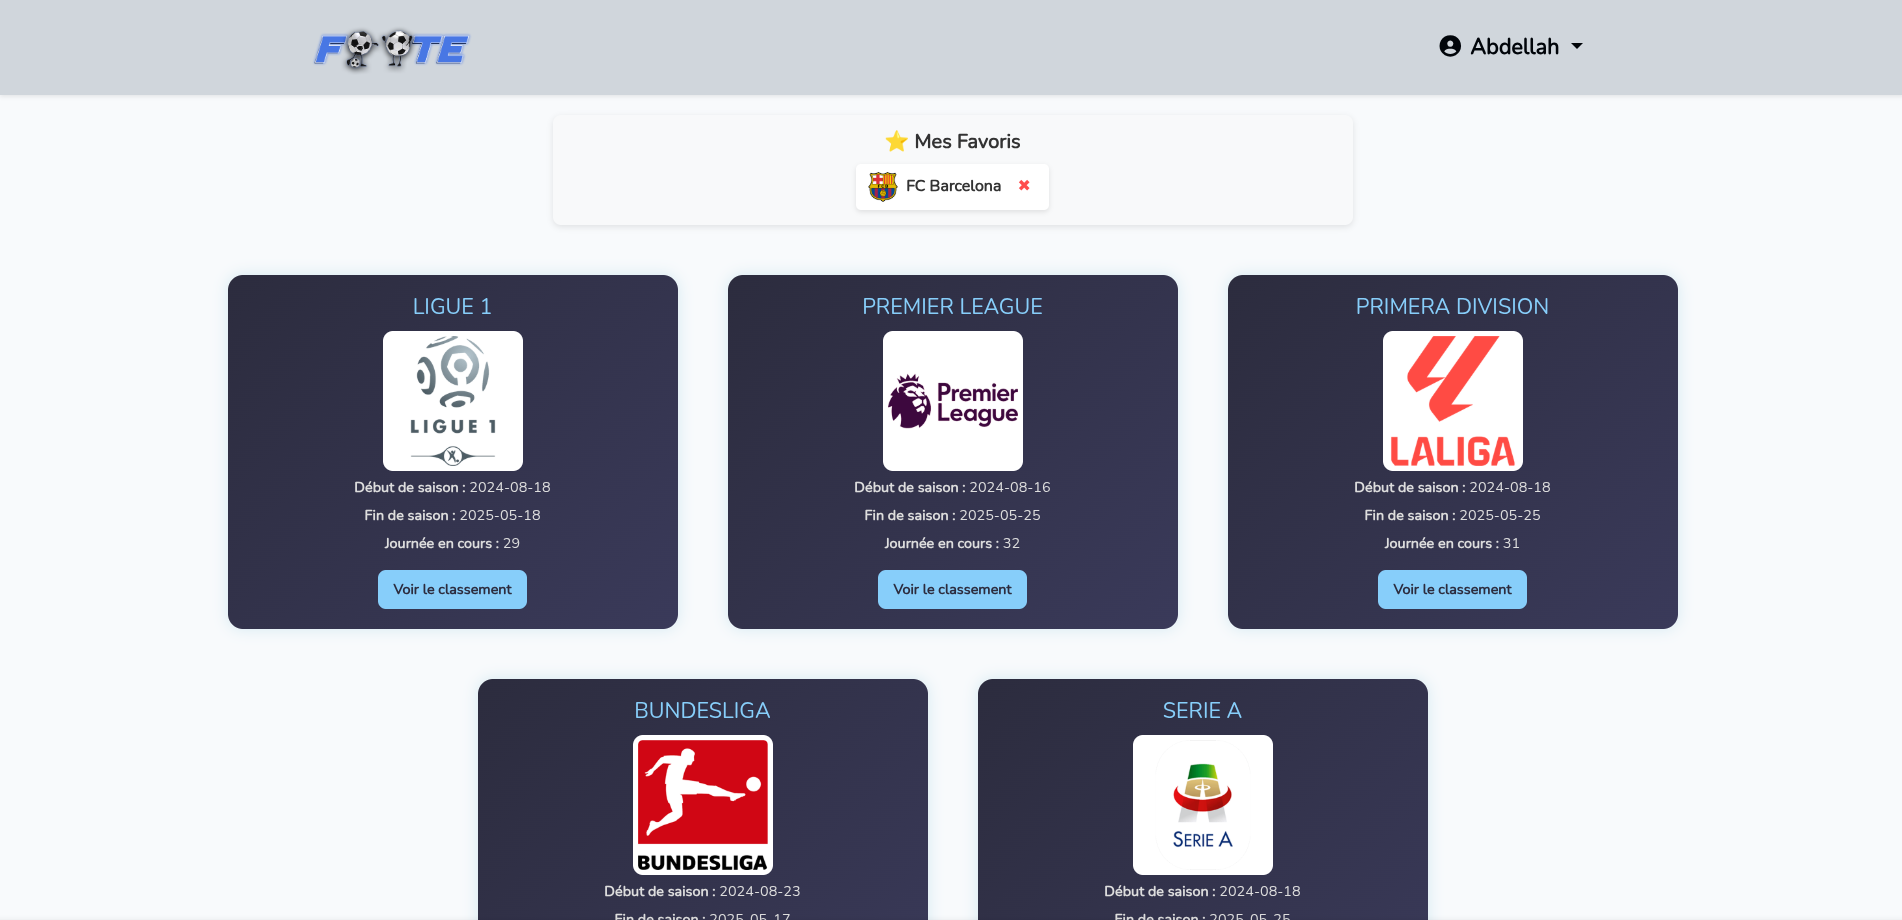 FOOTE
Abdellah
⭐ Mes Favoris
FC Barcelona ✖
LIGUE 1
LIGUE 1
Début de saison : 2024-08-18
Fin de saison : 2025-05-18
Journée en cours : 29
Voir le classement
PREMIER LEAGUE
Premier
League
Début de saison : 2024-08-16
Fin de saison : 2025-05-25
Journée en cours : 32
Voir le classement
PRIMERA DIVISION
LALIGA
Début de saison : 2024-08-18
Fin de saison : 2025-05-25
Journée en cours : 31
Voir le classement
BUNDESLIGA
BUNDESLIGA
Début de saison : 2024-08-23
Fin de saison : 2025-05-17
SERIE A
SERIE A
Début de saison : 2024-08-18
Fin de saison : 2025-05-25